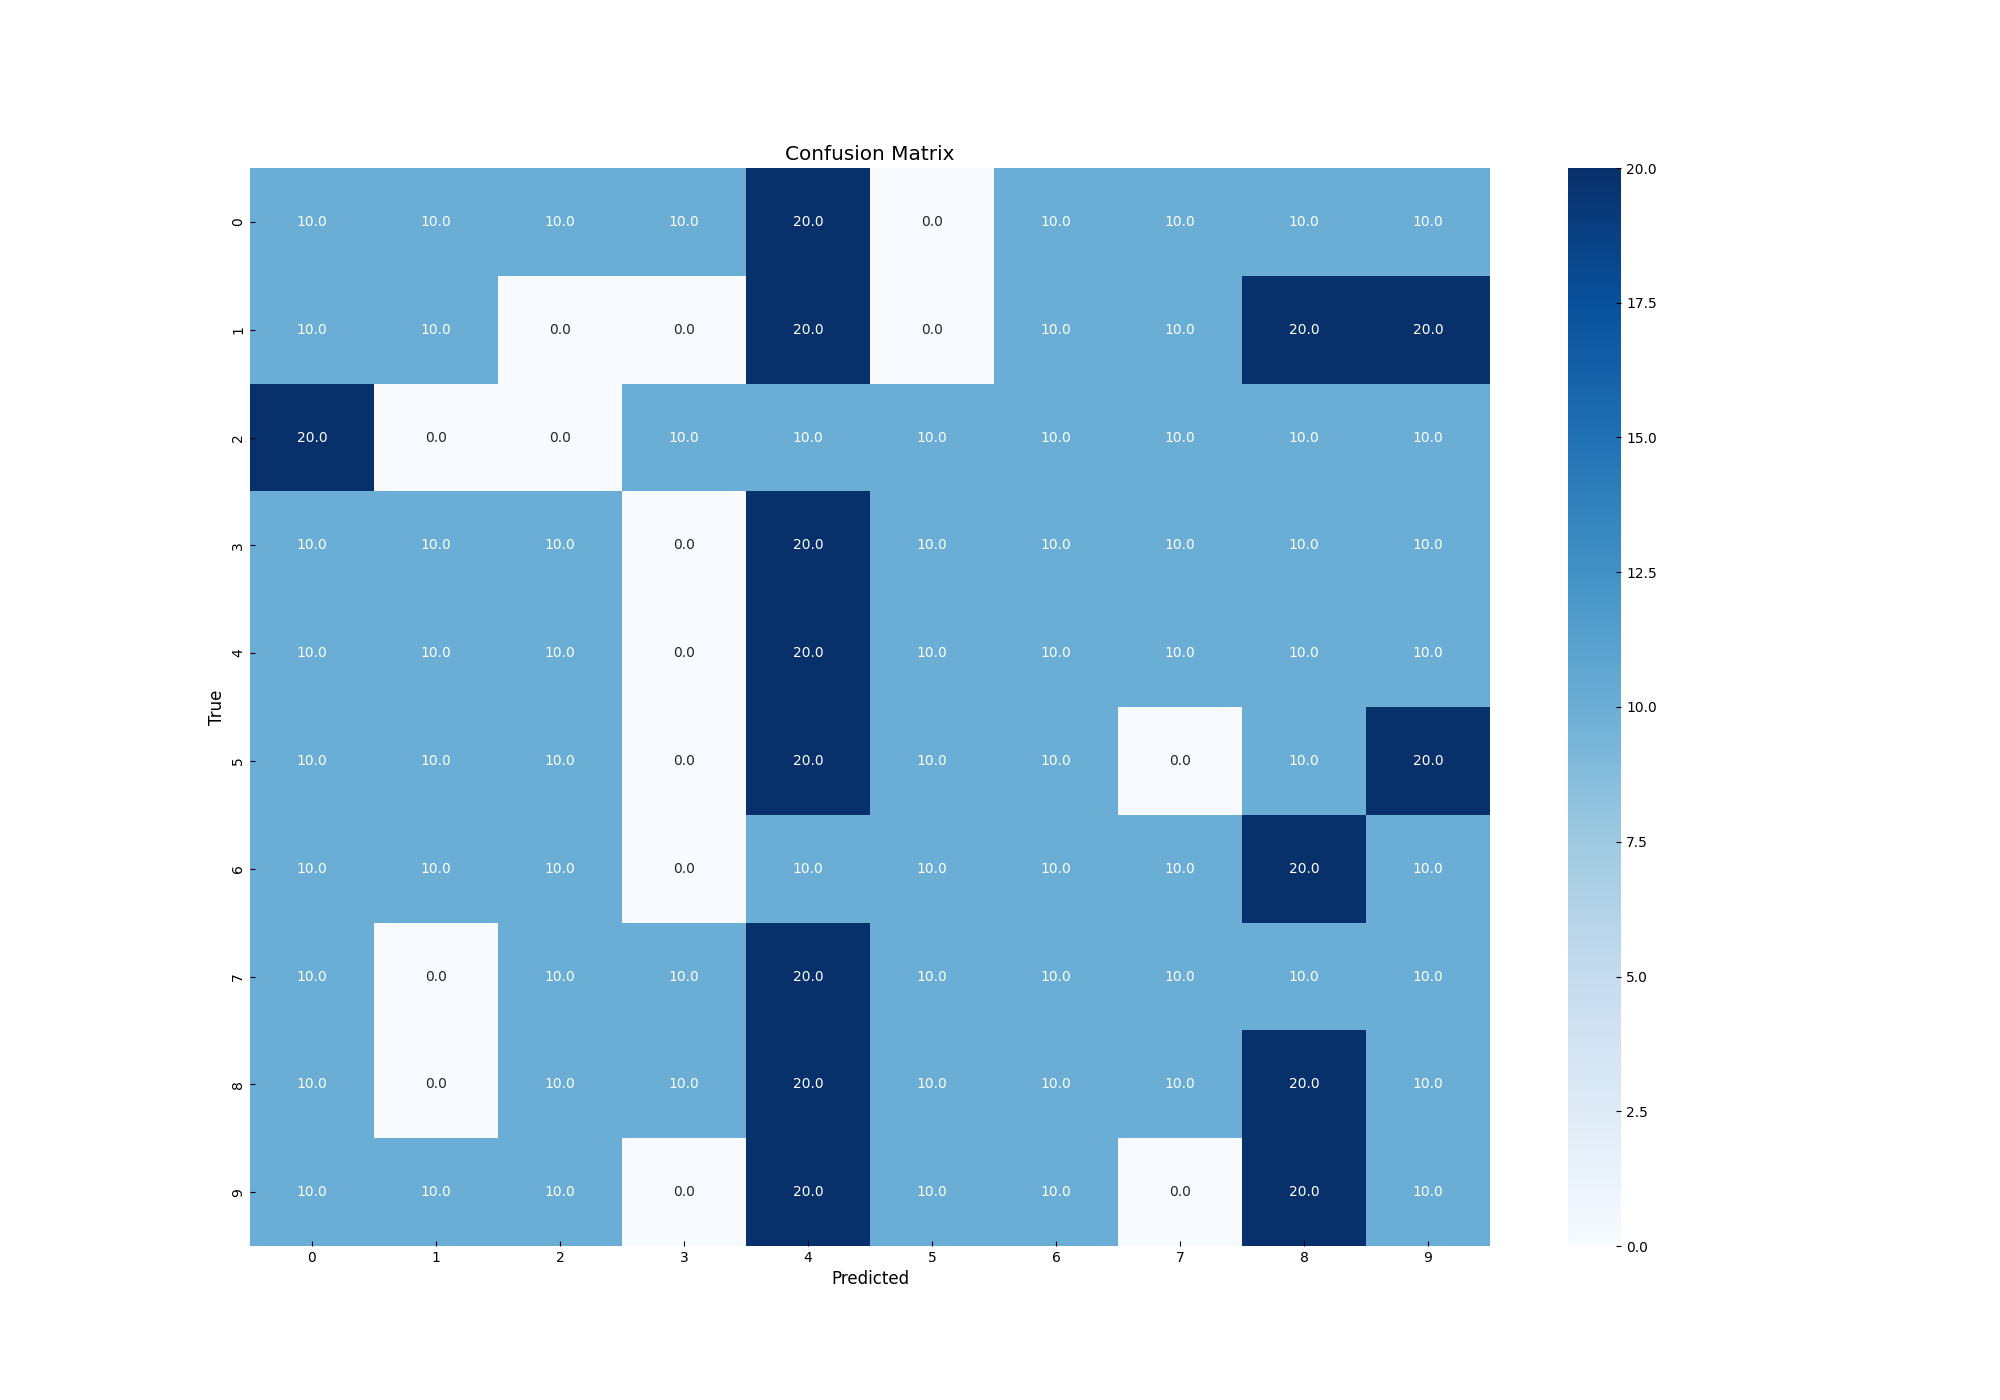 Confusion Matrix
0 10.0 10.0 10.0 10.0 20.0 0.0 10.0 10.0 10.0 10.0
1 10.0 10.0 0.0 0.0 20.0 0.0 10.0 10.0 20.0 20.0
2 20.0 0.0 0.0 10.0 10.0 10.0 10.0 10.0 10.0 10.0
3 10.0 10.0 10.0 0.0 20.0 10.0 10.0 10.0 10.0 10.0
4 10.0 10.0 10.0 0.0 20.0 10.0 10.0 10.0 10.0 10.0
5 10.0 10.0 10.0 0.0 20.0 10.0 10.0 0.0 10.0 20.0
6 10.0 10.0 10.0 0.0 10.0 10.0 10.0 10.0 20.0 10.0
7 10.0 0.0 10.0 10.0 20.0 10.0 10.0 10.0 10.0 10.0
8 10.0 0.0 10.0 10.0 20.0 10.0 10.0 10.0 20.0 10.0
9 10.0 10.0 10.0 0.0 20.0 10.0 10.0 0.0 20.0 10.0
0 1 2 3 4 5 6 7 8 9
Predicted
True
20.0
17.5
15.0
12.5
10.0
7.5
5.0
2.5
0.0